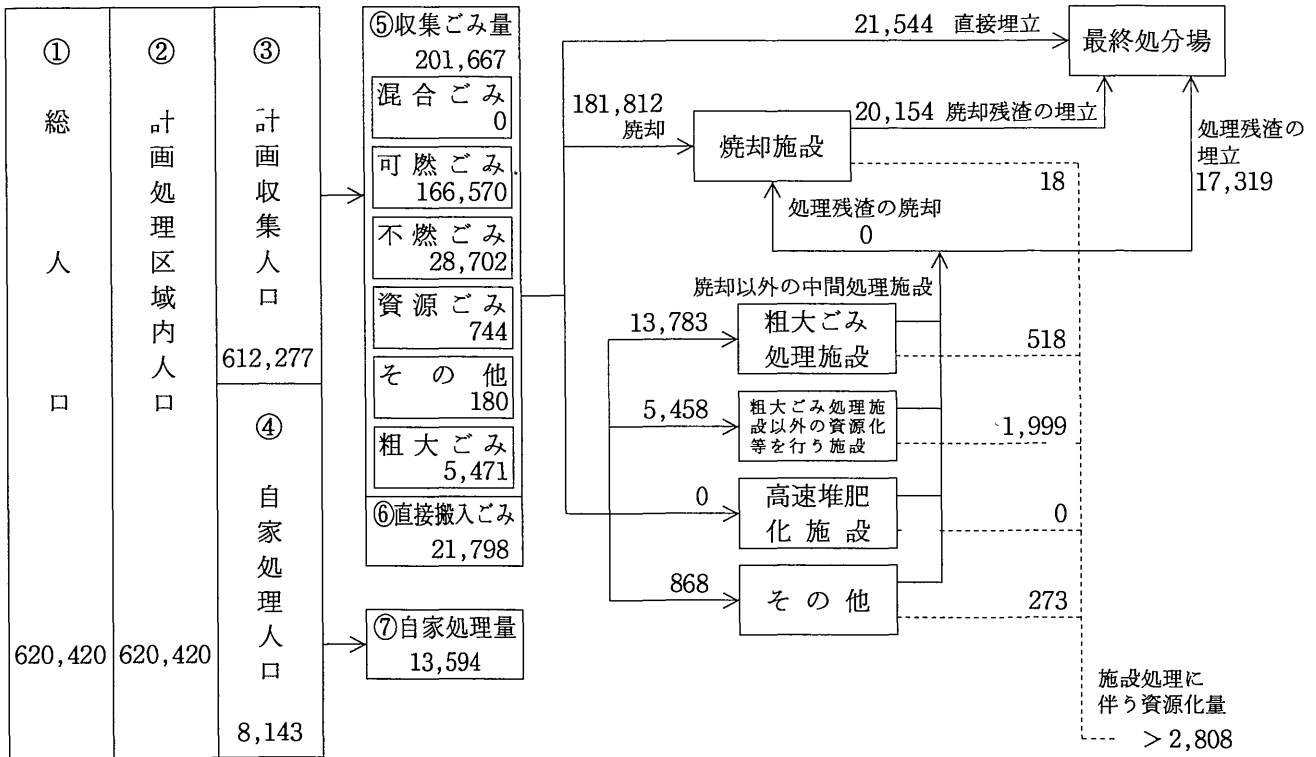 ①
総
人
口
620,420
②
計画処理区域内人口
620,420
③
計画収集人口
612,277
④
自家処理人口
8,143
⑤収集ごみ量
201,667
混合ごみ
0
可燃ごみ
166,570
不燃ごみ
28,702
資源ごみ
744
その他
180
粗大ごみ
5,471
⑥直接搬入ごみ
21,798
⑦自家処理量
13,594
21,544 直接埋立
最終処分場
181,812
廃却
焼却施設
20,154 廃却残渣の埋立
処理残渣の
埋立
17,319
18
処理残渣の廃却
0
廃却以外の中間処理施設
13,783
粗大ごみ
処理施設
518
5,458
粗大ごみ処理施
設以外の資源化
等を行う施設
1,999
0
高速堆肥
化施設
0
868
その他
273
施設処理に
伴う資源化量
>2,808